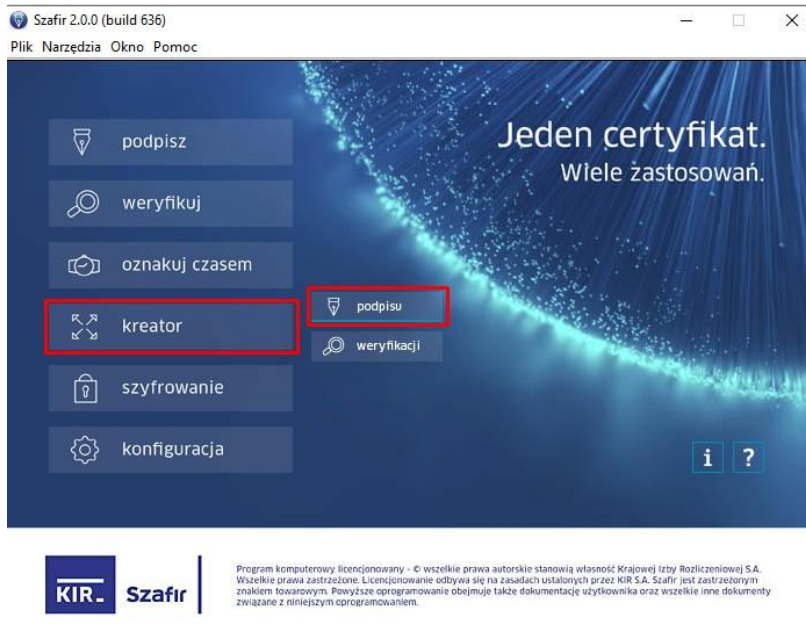 Szafir 2.0.0 (build 636)
Plik Narzędzia Okno Pomoc
Jeden certyfikat.
Wiele zastosowań.
podpisz
weryfikuj
oznakuj czasem
kreator
podpisu
weryfikacji
szyfrowanie
konfiguracja
i ?
KIR Szafir
Program komputerowy licencjonowany - © wszelkie prawa autorskie stanowią własność Krajowej Izby Rozliczeniowej S.A.
Wszelkie prawa zastrzeżone. Licencjonowanie odbywa się na zasadach ustalonych przez KIR S.A. Szafir jest zastrzeżonym
znakiem towarowym. Powyższe oprogramowanie obejmuje także dokumentację użytkownika oraz wszelkie inne dokumenty
związane z niniejszym oprogramowaniem.